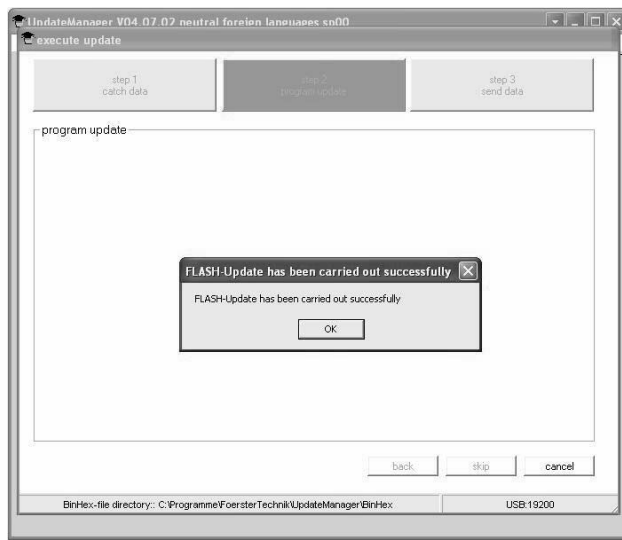 UpdateManager V04.07.02 neutral foreign languages sp00
execute update
step 1
catch data
step 2
program update
step 3
send data
program update
FLASH-Update has been carried out successfully
FLASH-Update has been carried out successfully
OK
back
skip
cancel
BinHex-file directory:: C:\Programme\FoersterTechnik\UpdateManager\BinHex
USB:19200